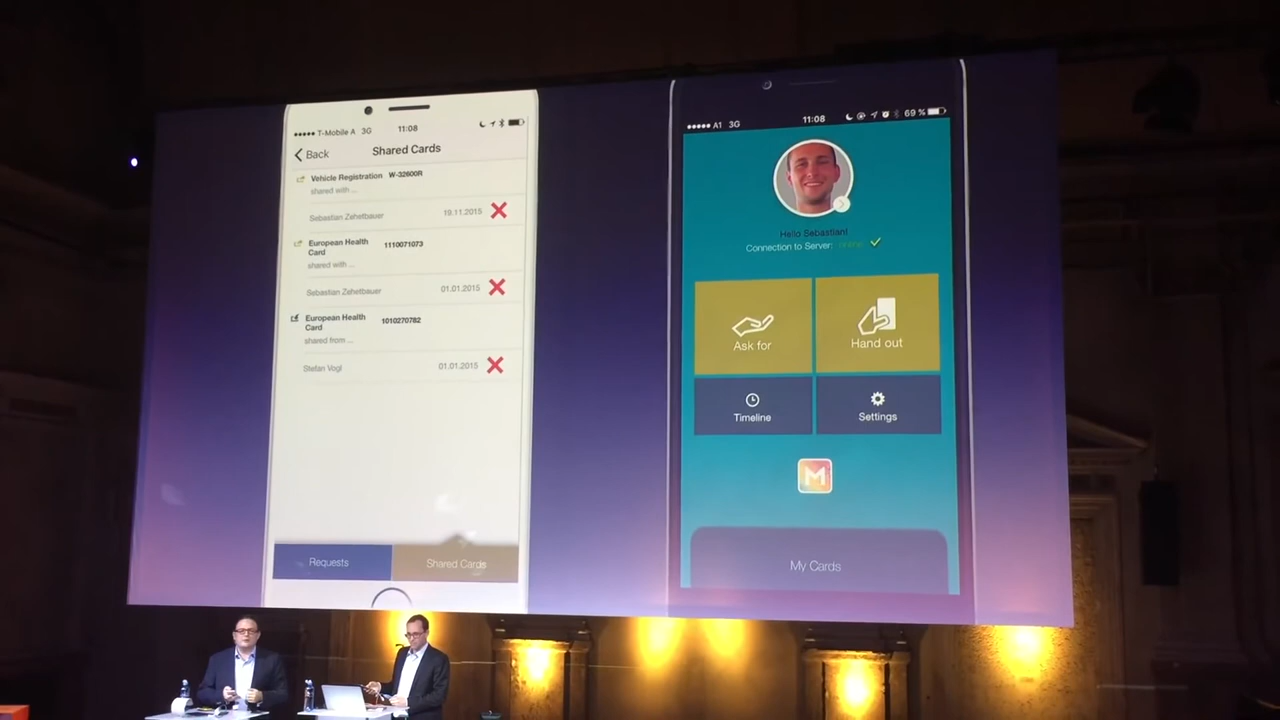 T-Mobile A 3G 11:08
Back Shared Cards
Vehicle Registration W-32600R
shared with ...
Sebastian Zehetbauer 19.11.2015
European Health Card 1110071073
shared with ...
Sebastian Zehetbauer 01.01.2015
European Health Card 1010270782
shared from ...
Stefan Vogl 01.01.2015
Requests Shared Cards
A1 3G 11:08 69 %
Hello Sebastian!
Connection to Server: online
Ask for Hand out
Timeline Settings
M
My Cards